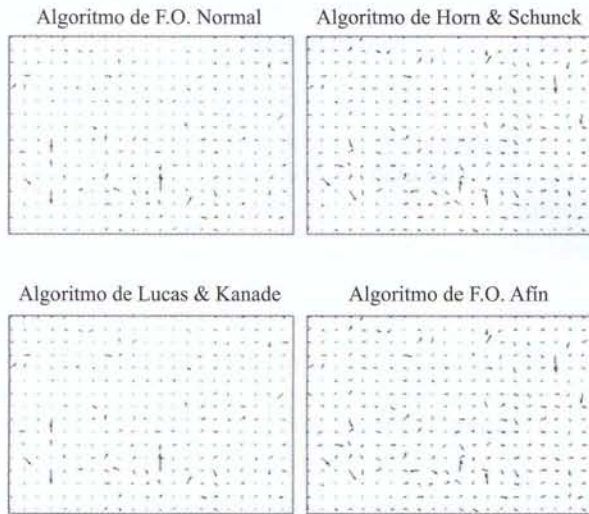 Algoritmo de F.O. Normal
Algoritmo de Horn & Schunck
Algoritmo de Lucas & Kanade
Algoritmo de F.O. Afín